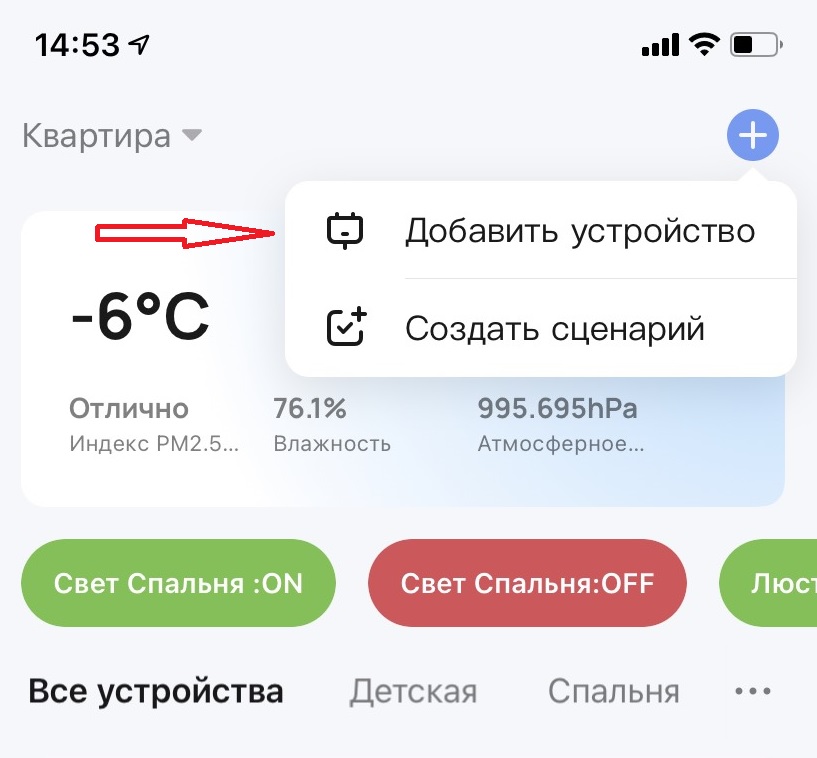 14:53
Квартира
Добавить устройство
Создать сценарий
-6°C
Отлично 76.1% 995.695hPa
Индекс PM2.5... Влажность Атмосферное...
Свет Спальня :ON Свет Спальня:OFF Люст
Все устройства Детская Спальня ...